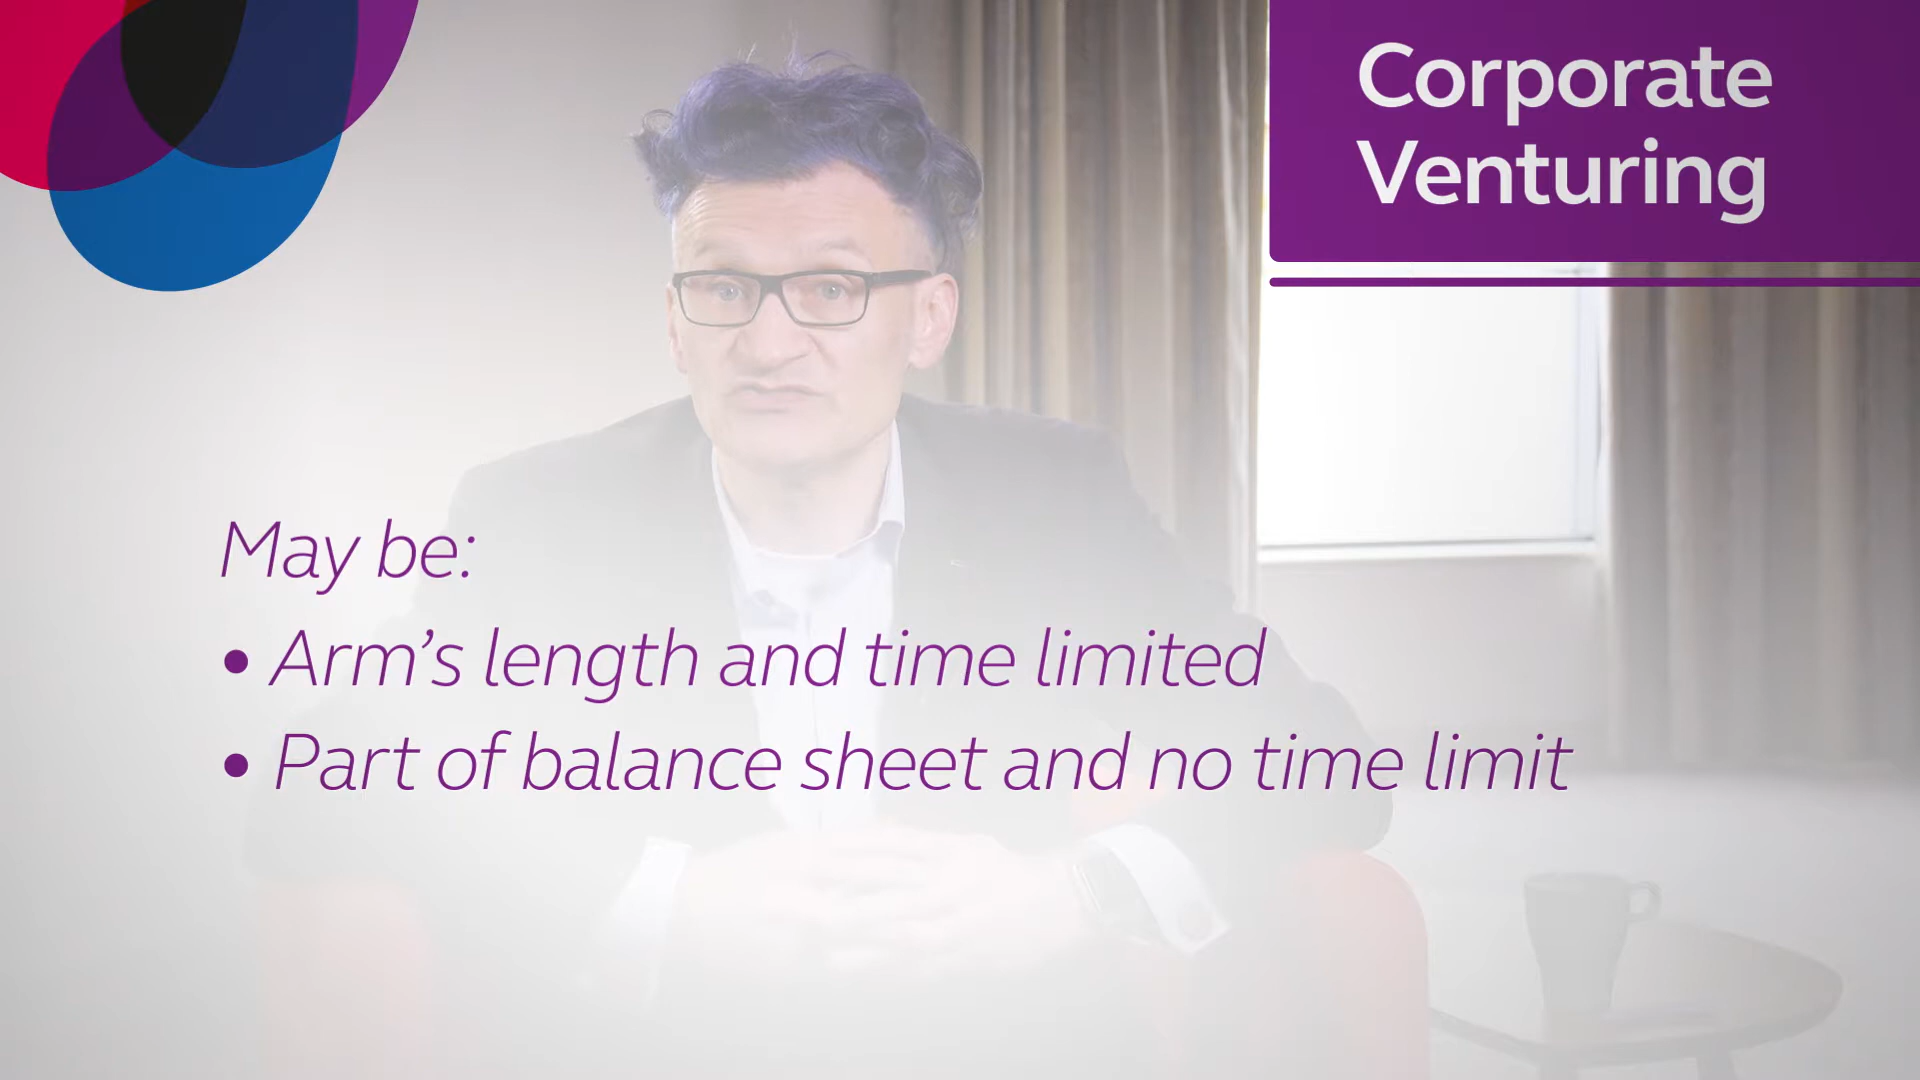 Corporate
Venturing
May be:
• Arm’s length and time limited
• Part of balance sheet and no time limit